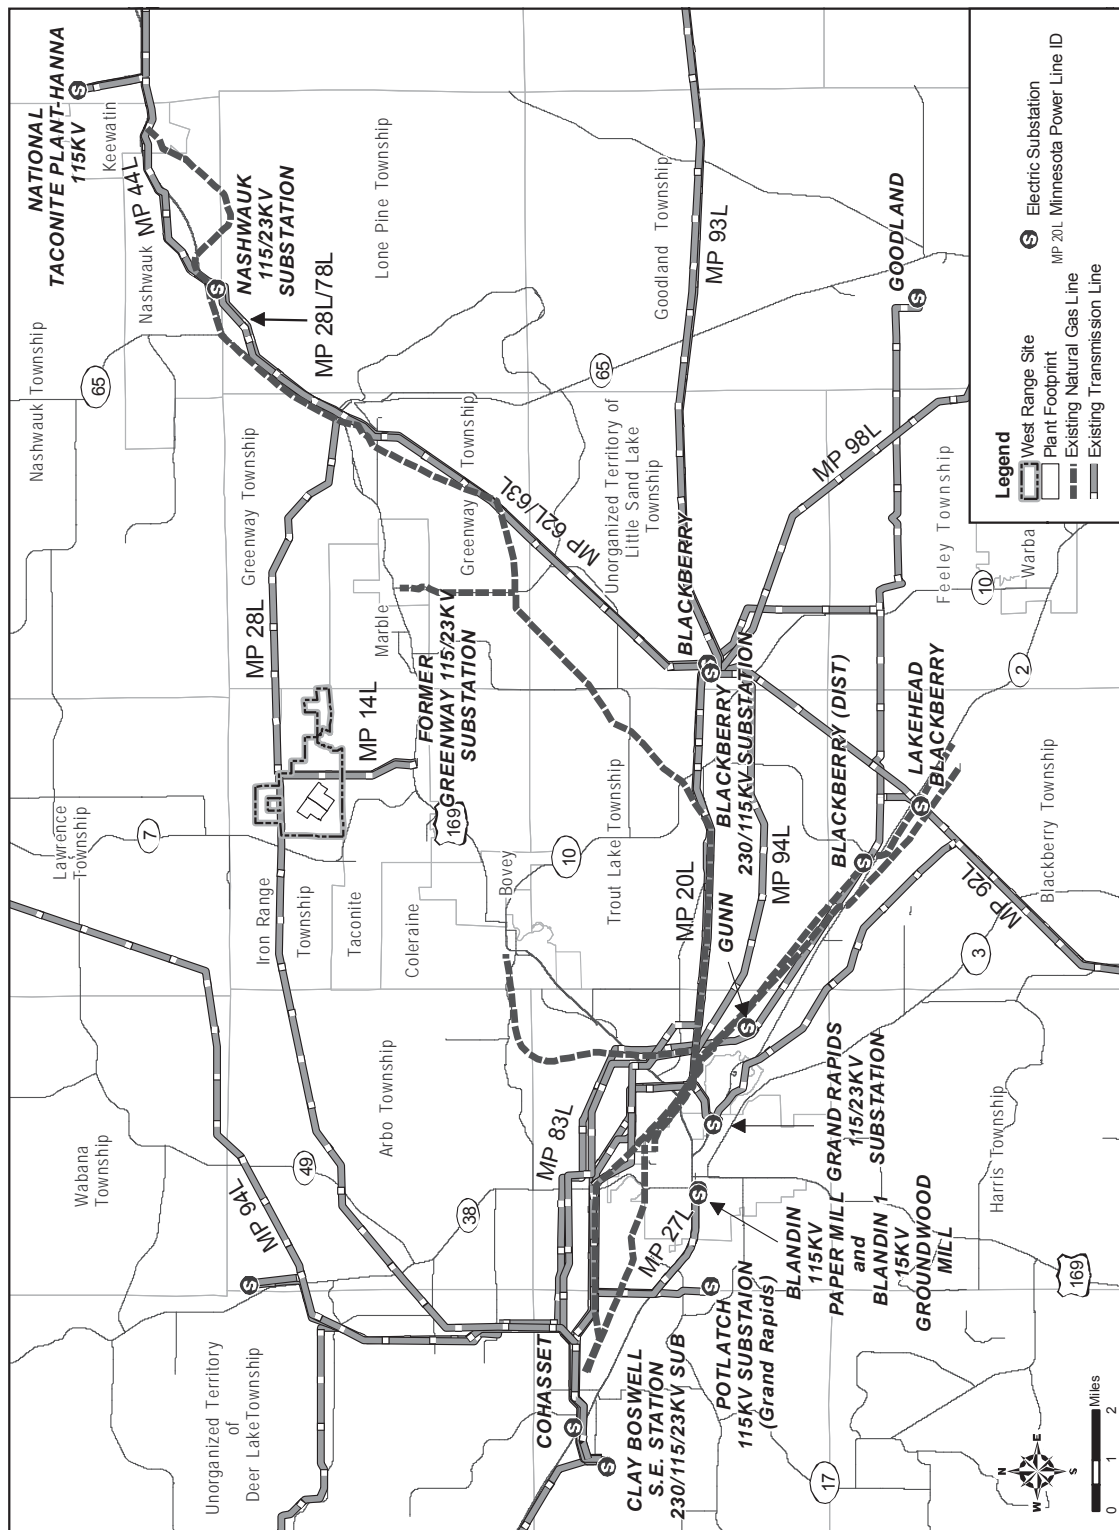 NATIONAL
TACONITE PLANT-HANNA
115KV
Keewatin
MP 44L
Nashwauk
NASHWAUK
115/23KV
SUBSTATION
MP 28L/78L
Nashwauk Township
65
Lone Pine Township
Greenway Township
MP 28L
Greenway Township
65
Goodland Township
MP 93L
GOODLAND
MP 62L/63L
Unorganized Territory of
Little Sand Lake
Township
MP 98L
Feeley Township
10
Warba
Marble
FORMER
GREENWAY 115/23KV
SUBSTATION
MP 14L
169
BLACKBERRY
BLACKBERRY
230/115KV SUBSTATION
BLACKBERRY (DIST)
LAKEHEAD
BLACKBERRY
2
Blackberry Township
Lawrence
Township
7
Iron Range
Township
Taconite
Coleraine
Bovey
10
Trout Lake Township
MP 20L
GUNN
MP 94L
MP 92L
3
Wabana
Township
49
Arbo Township
MP 94L
38
MP 83L
MP 27L
GRAND RAPIDS
115/23KV
SUBSTATION
BLANDIN
115KV
PAPER MILL
and
BLANDIN 1
15KV
GROUNDWOOD
MILL
Harris Township
169
Unorganized Territory
of
Deer Lake Township
COHASSET
CLAY BOSWELL
S.E. STATION
230/115/23KV SUB
POTLATCH
115KV SUBSTAION
(Grand Rapids)
17
N
E
S
W
0 1 2
Miles
Legend
West Range Site
Plant Footprint
Existing Natural Gas Line
Existing Transmission Line
S Electric Substation
MP 20L Minnesota Power Line ID